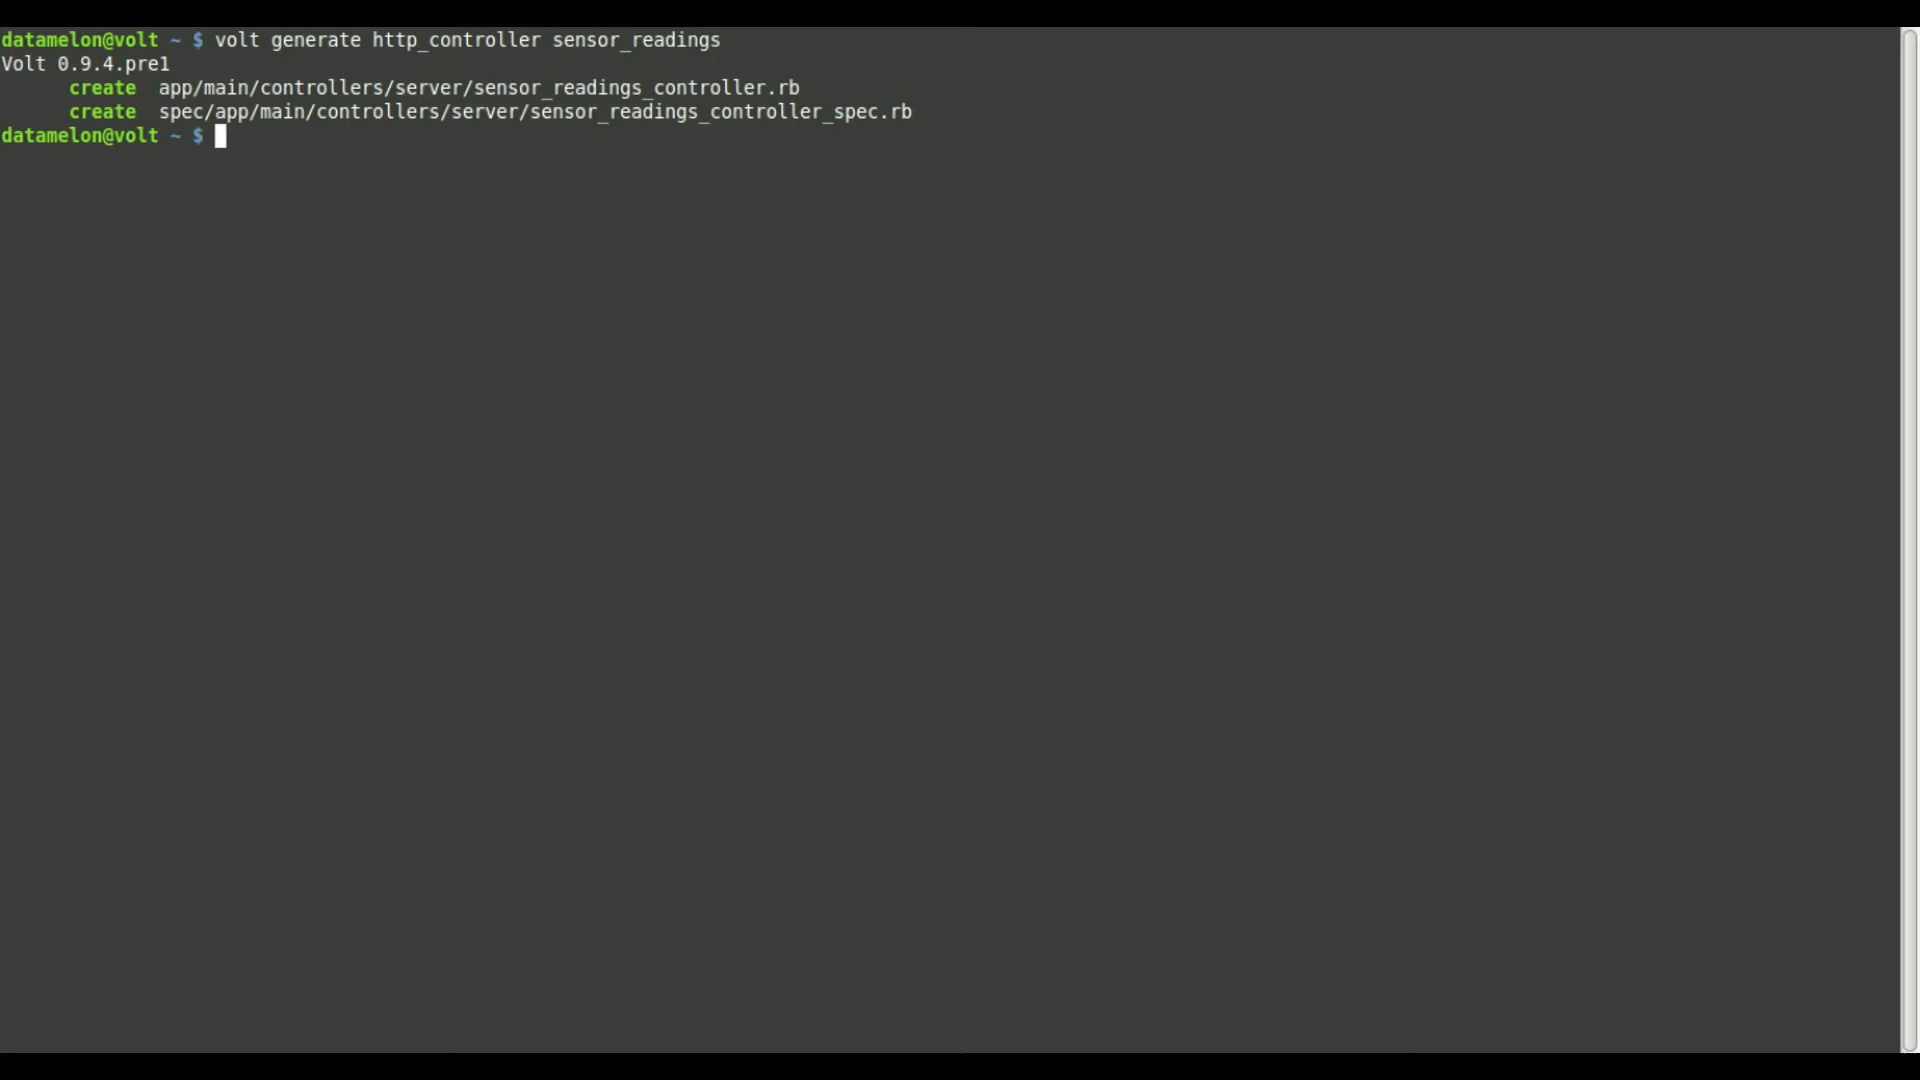 datamelon@volt ~ $ volt generate http_controller sensor_readings
Volt 0.9.4.pre1
create  app/main/controllers/server/sensor_readings_controller.rb
create  spec/app/main/controllers/server/sensor_readings_controller_spec.rb
datamelon@volt ~ $